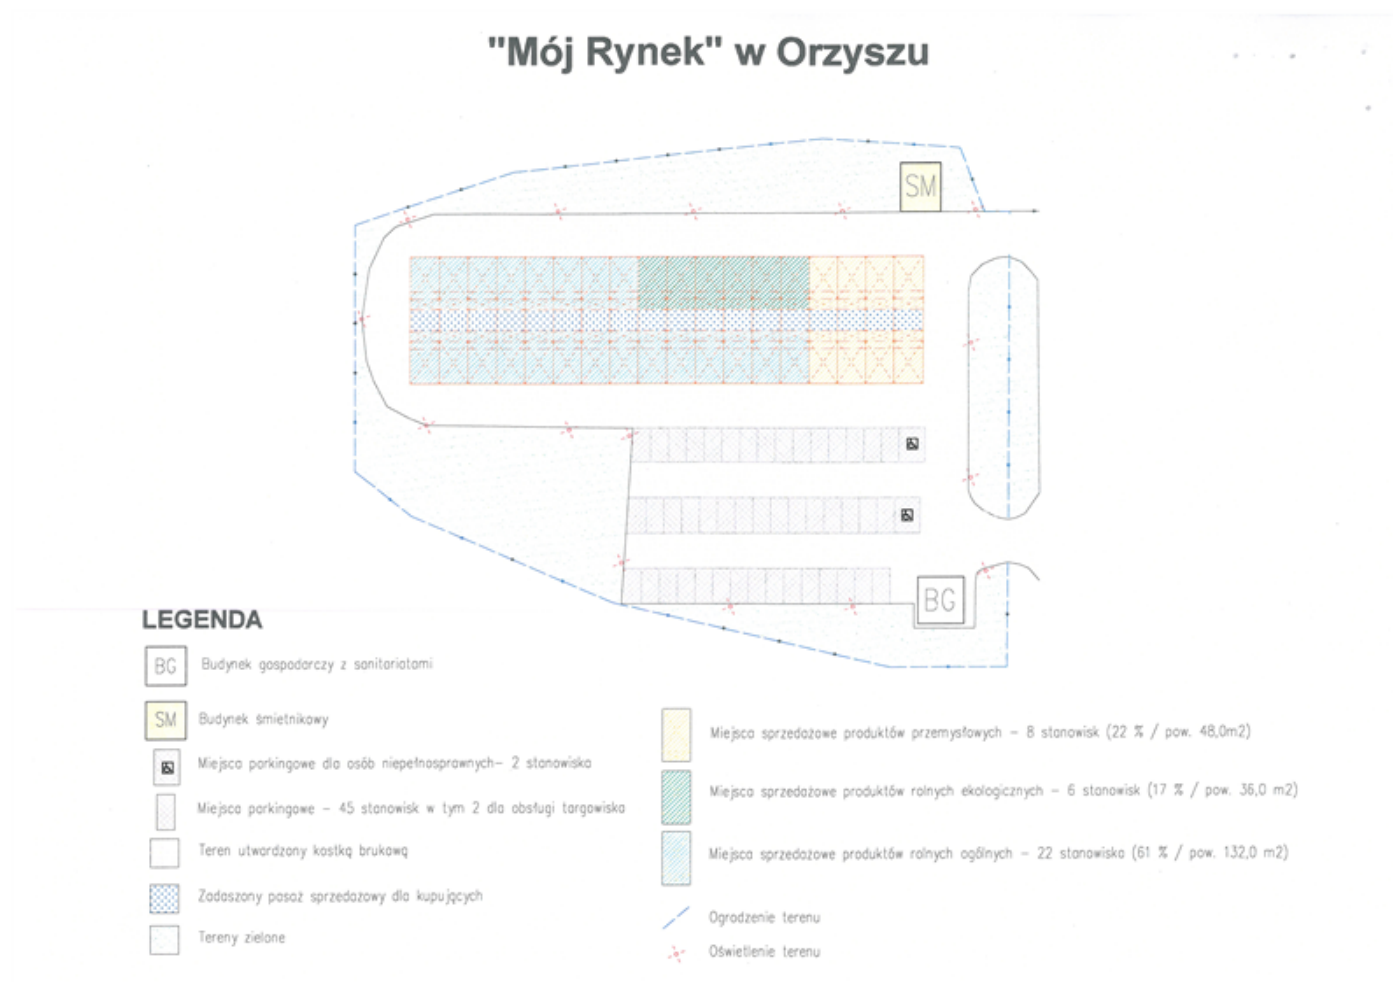 "Mój Rynek" w Orzyszu
SM
BG
LEGENDA
BG Budynek gospodarczy z sanitariatami
SM Budynek śmietnikowy
Miejsca parkingowe dla osób niepełnosprawnych– 2 stanowiska
Miejsca parkingowe – 45 stanowisk w tym 2 dla obsługi targowiska
Teren utwardzony kostką brukową
Zadaszony pasaż sprzedażowy dla kupujących
Tereny zielone
Miejsca sprzedażowe produktów przemysłowych – 8 stanowisk (22 % / pow. 48,0m2)
Miejsca sprzedażowe produktów rolnych ekologicznych – 6 stanowisk (17 % / pow. 36,0 m2)
Miejsca sprzedażowe produktów rolnych ogólnych – 22 stanowiska (61 % / pow. 132,0 m2)
Ogrodzenie terenu
Oświetlenie terenu